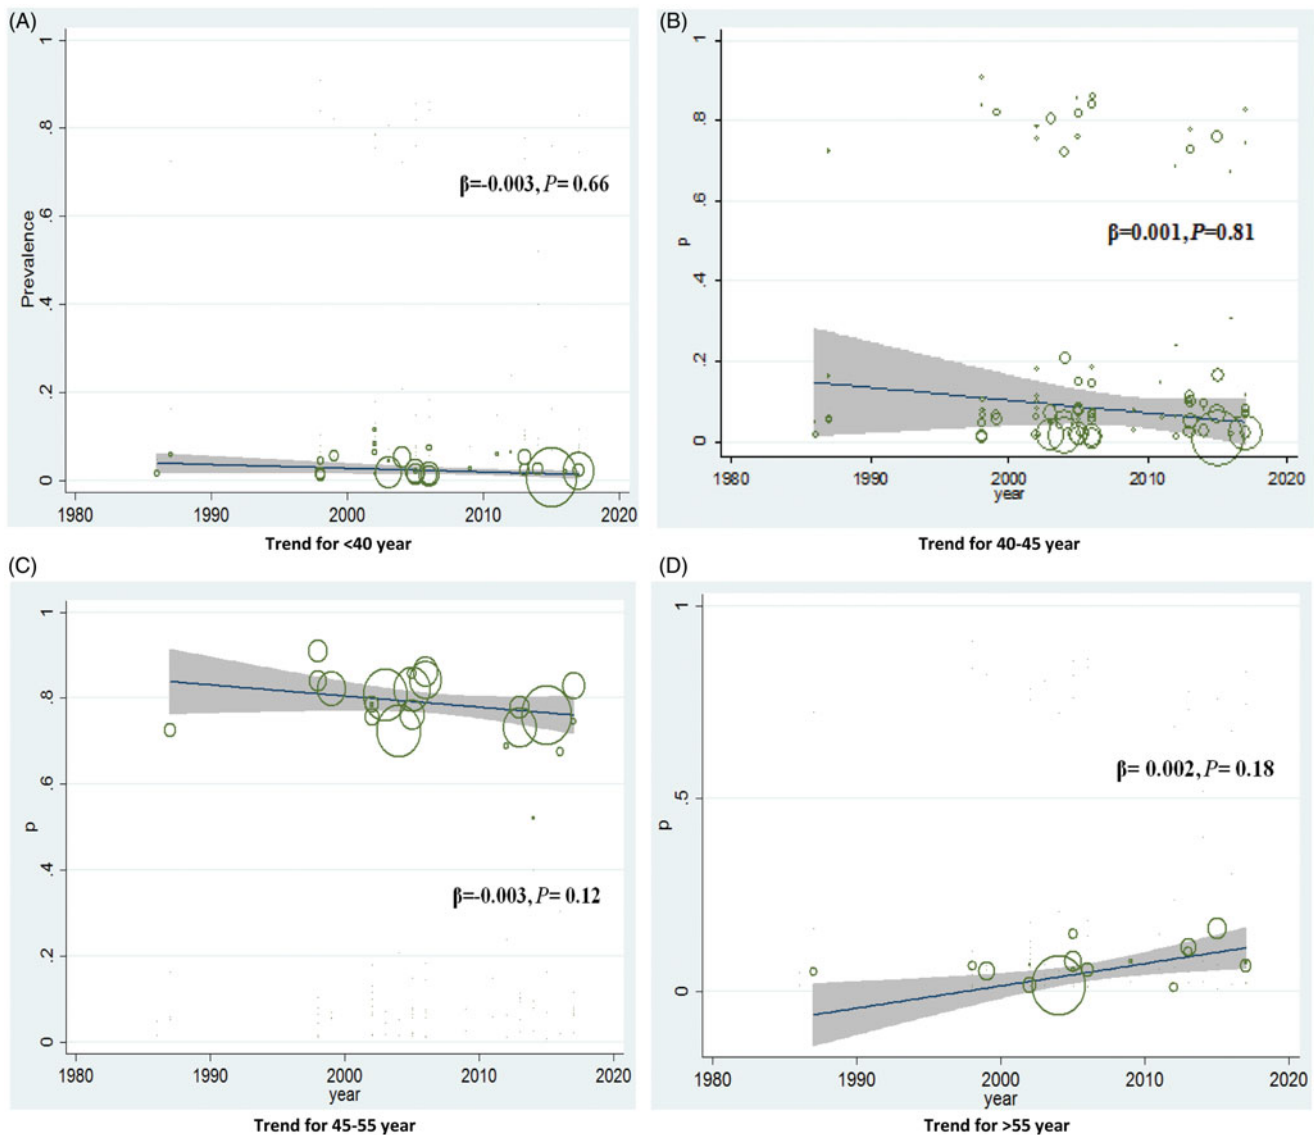 (A)
1
.8
.6
.4
.2
0
Prevalence
β=-0.003, P= 0.66
1980 1990 2000 2010 2020
Trend for <40 year
(B)
1
.8
.6
.4
.2
0
p
β=0.001, P=0.81
1980 1990 2000 2010 2020
year
Trend for 40-45 year
(C)
1
.8
.6
.4
.2
0
p
β=-0.003, P= 0.12
1980 1990 2000 2010 2020
year
Trend for 45-55 year
(D)
1
.5
0
p
β= 0.002, P= 0.18
1980 1990 2000 2010 2020
year
Trend for >55 year